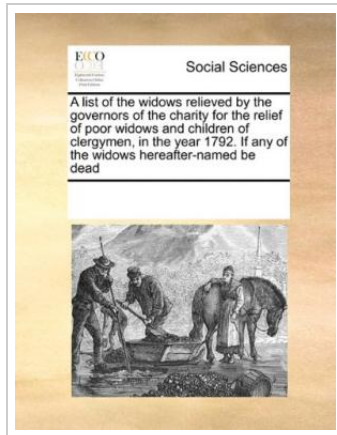 ECCO
Social Sciences
A list of the widows relieved by the
governors of the charity for the relief
of poor widows and children of
clergymen, in the year 1792. If any of
the widows hereafter-named be
dead